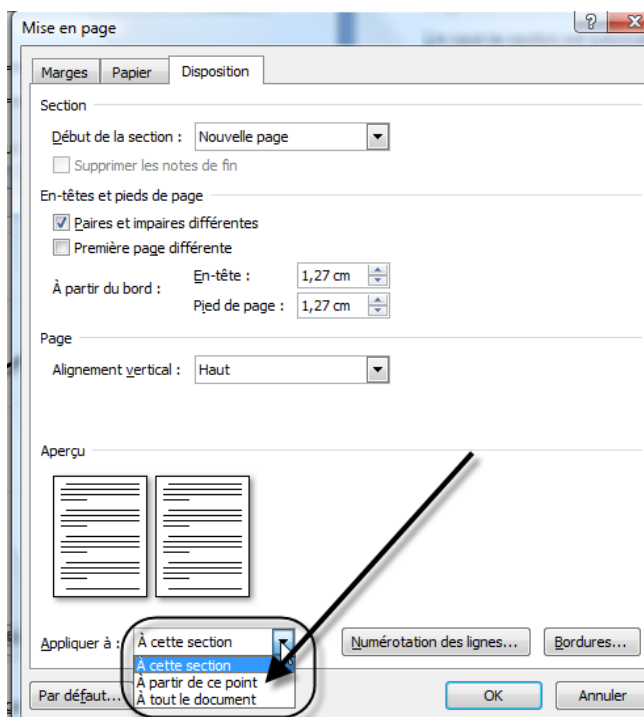 Mise en page
Marges Papier Disposition
Section
Début de la section : Nouvelle page
Supprimer les notes de fin
En-têtes et pieds de page
Paires et impaires différentes
Première page différente
À partir du bord :
En-tête : 1,27 cm
Pied de page : 1,27 cm
Page
Alignement vertical : Haut
Aperçu
Appliquer à : À cette section Numérotation des lignes... Bordures...
À cette section
À partir de ce point
À tout le document
Par défaut... OK Annuler